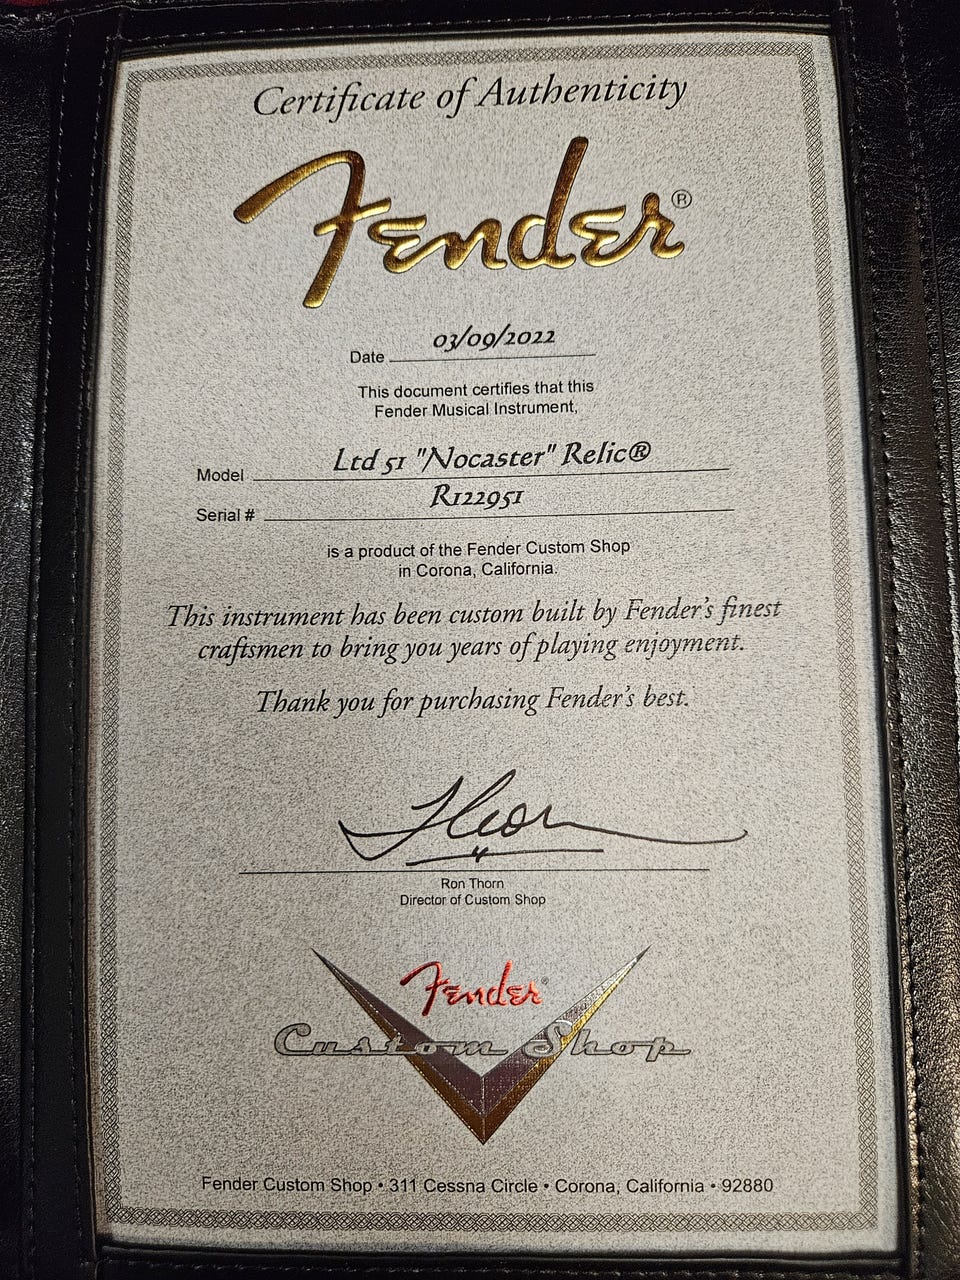 Certificate of Authenticity
Fender®
Date 03/09/2022
This document certifies that this
Fender Musical Instrument,
Model Ltd 51 "Nocaster" Relic®
Serial # R122951
is a product of the Fender Custom Shop
in Corona, California.
This instrument has been custom built by Fender's finest
craftsmen to bring you years of playing enjoyment.
Thank you for purchasing Fender's best.
Thorn
Ron Thorn
Director of Custom Shop
Fender®
Custom Shop
Fender Custom Shop • 311 Cessna Circle • Corona, California • 92880